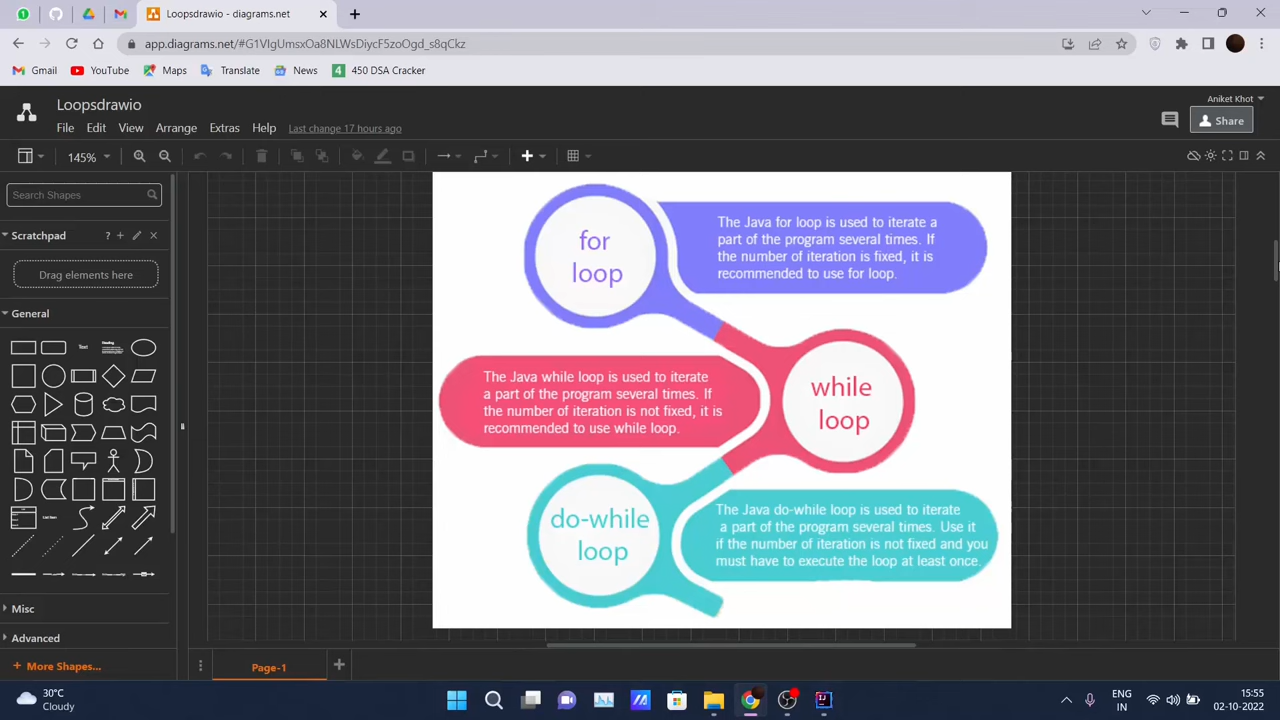 Loopsdrawio - diagrams.net
app.diagrams.net/#G1VIgUmsxOa8NLWsDiycF5zoOgd_s8qCkz
Gmail
YouTube
Maps
Translate
News
4
450 DSA Cracker
Loopsdrawio
Aniket Khot
File
Edit
View
Arrange
Extras
Help
Last change 17 hours ago
Share
145%
Search Shapes
Scratchpad
?
Drag elements here
General
Text
Heading
List Item
Misc
Advanced
+ More Shapes...
for
loop
The Java for loop is used to iterate a
part of the program several times. If
the number of iteration is fixed, it is
recommended to use for loop.
The Java while loop is used to iterate
a part of the program several times. If
the number of iteration is not fixed, it is
recommended to use while loop.
while
loop
do-while
loop
The Java do-while loop is used to iterate
a part of the program several times. Use it
if the number of iteration is not fixed and you
must have to execute the loop at least once.
Page-1
30°C
Cloudy
ENG
IN
15:55
02-10-2022